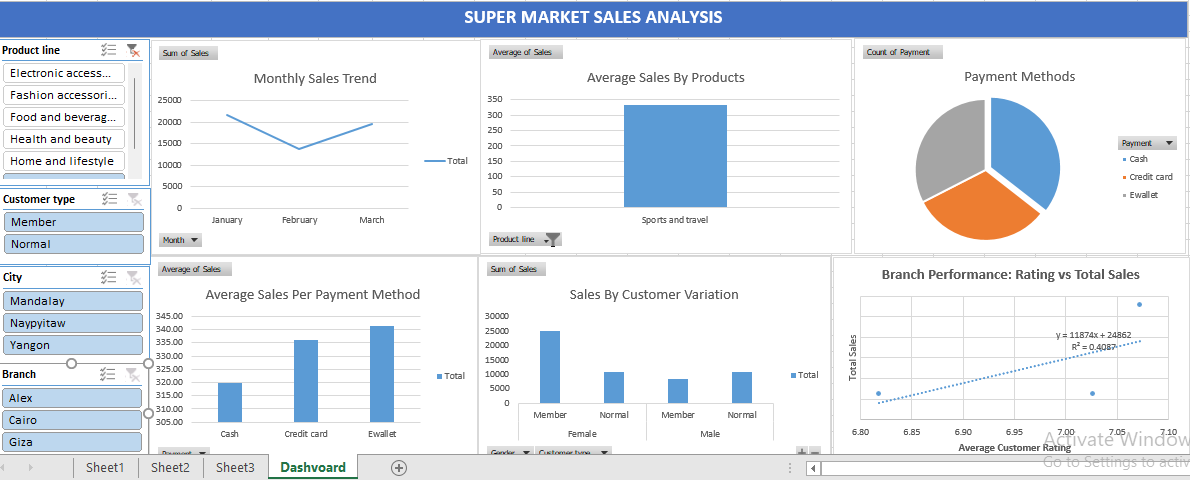 SUPER MARKET SALES ANALYSIS
Product line
Electronic access...
Fashion accessori...
Food and beverag...
Health and beauty
Home and lifestyle
Customer type
Member
Normal
City
Mandalay
Naypyitaw
Yangon
Branch
Alex
Cairo
Giza
Sum of Sales
Monthly Sales Trend
25000
20000
15000
10000
5000
0
January February March
Total
Month
Average of Sales
Average Sales By Products
350
300
250
200
150
100
50
0
Sports and travel
Product line
Count of Payment
Payment Methods
Payment
Cash
Credit card
Ewallet
Average of Sales
Average Sales Per Payment Method
345.00
340.00
335.00
330.00
325.00
320.00
315.00
310.00
305.00
Cash Credit card Ewallet
Total
Payment
Sum of Sales
Sales By Customer Variation
30000
25000
20000
15000
10000
5000
0
Member Normal Member Normal
Female Male
Total
Gender Customer type
Branch Performance: Rating vs Total Sales
Total Sales
y = 11874x + 24862
R² = 0.4087
6.80 6.85 6.90 6.95 7.00 7.05 7.10
Average Customer Rating
Activate Window
Go to Settings to activ
Sheet1 Sheet2 Sheet3 Dashvoard